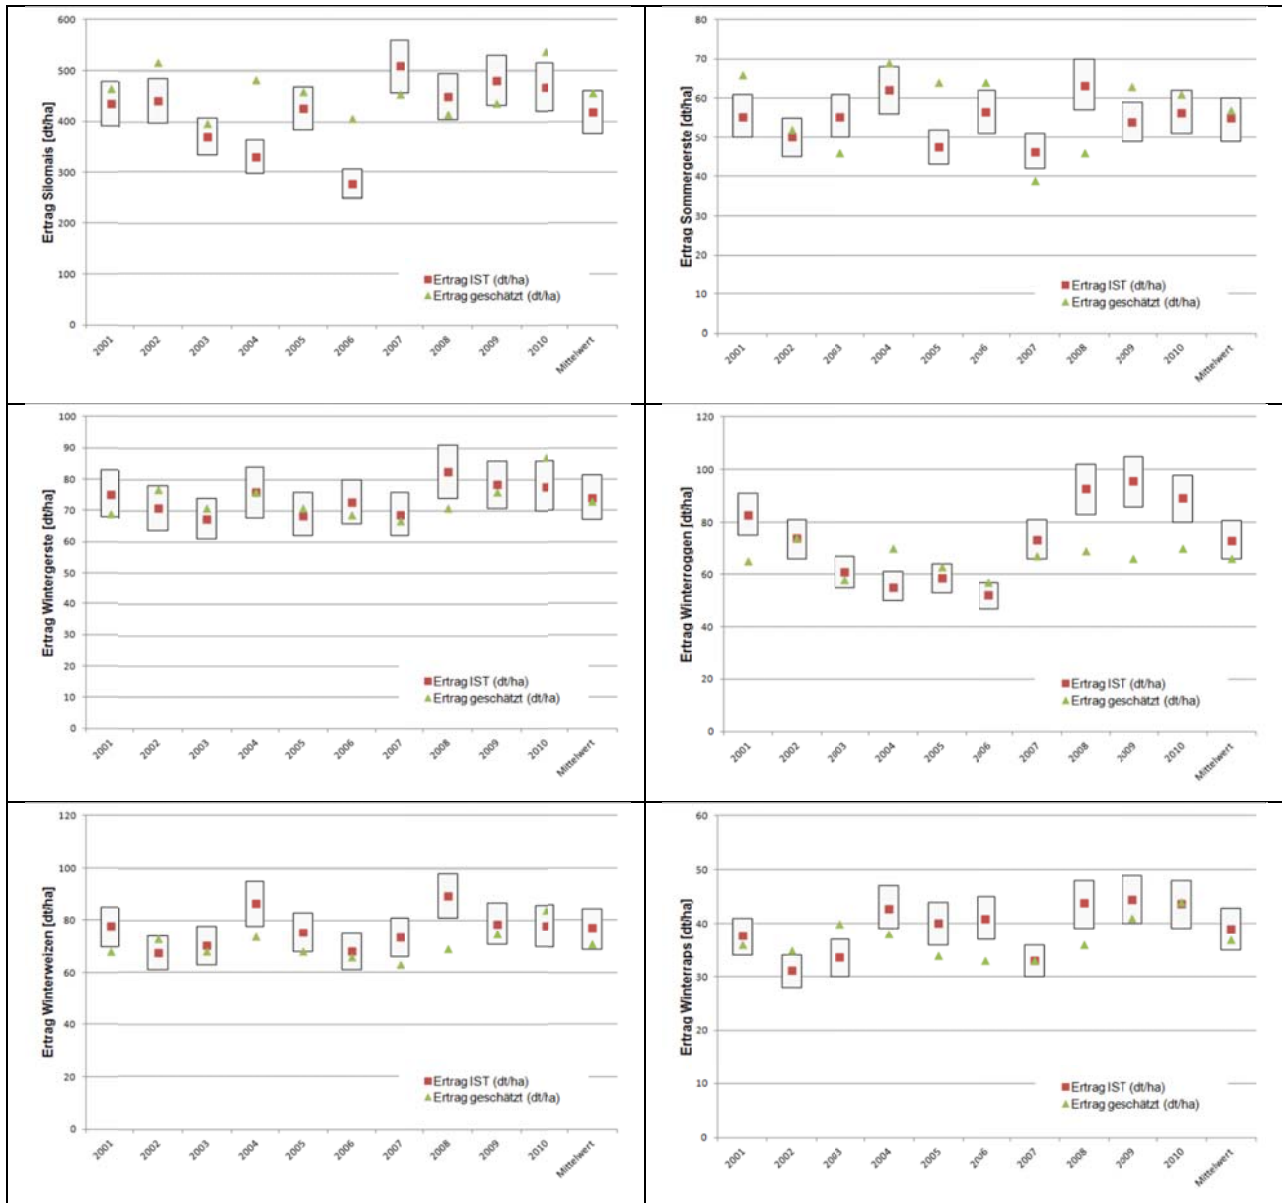 Ertrag Silomais [dt/ha]
600
500
400
300
200
100
0
Ertrag IST (dt/ha)
Ertrag geschätzt (dt/ha)
2001 2002 2003 2004 2005 2006 2007 2008 2009 2010 Mittelwert
Ertrag Sommergerste [dt/ha]
80
70
60
50
40
30
20
10
0
Ertrag IST (dt/ha)
Ertrag geschätzt (dt/ha)
2001 2002 2003 2004 2005 2006 2007 2008 2009 2010 Mittelwert
Ertrag Wintergerste [dt/ha]
100
90
80
70
60
50
40
30
20
10
0
Ertrag IST (dt/ha)
Ertrag geschätzt (dt/ha)
2001 2002 2003 2004 2005 2006 2007 2008 2009 2010 Mittelwert
Ertrag Winterroggen [dt/ha]
120
100
80
60
40
20
0
Ertrag IST (dt/ha)
Ertrag geschätzt (dt/ha)
2001 2002 2003 2004 2005 2006 2007 2008 2009 2010 Mittelwert
Ertrag Winterweizen [dt/ha]
120
100
80
60
40
20
0
Ertrag IST (dt/ha)
Ertrag geschätzt (dt/ha)
2001 2002 2003 2004 2005 2006 2007 2008 2009 2010 Mittelwert
Ertrag Winterraps [dt/ha]
60
50
40
30
20
10
0
Ertrag IST (dt/ha)
Ertrag geschätzt (dt/ha)
2001 2002 2003 2004 2005 2006 2007 2008 2009 2010 Mittelwert